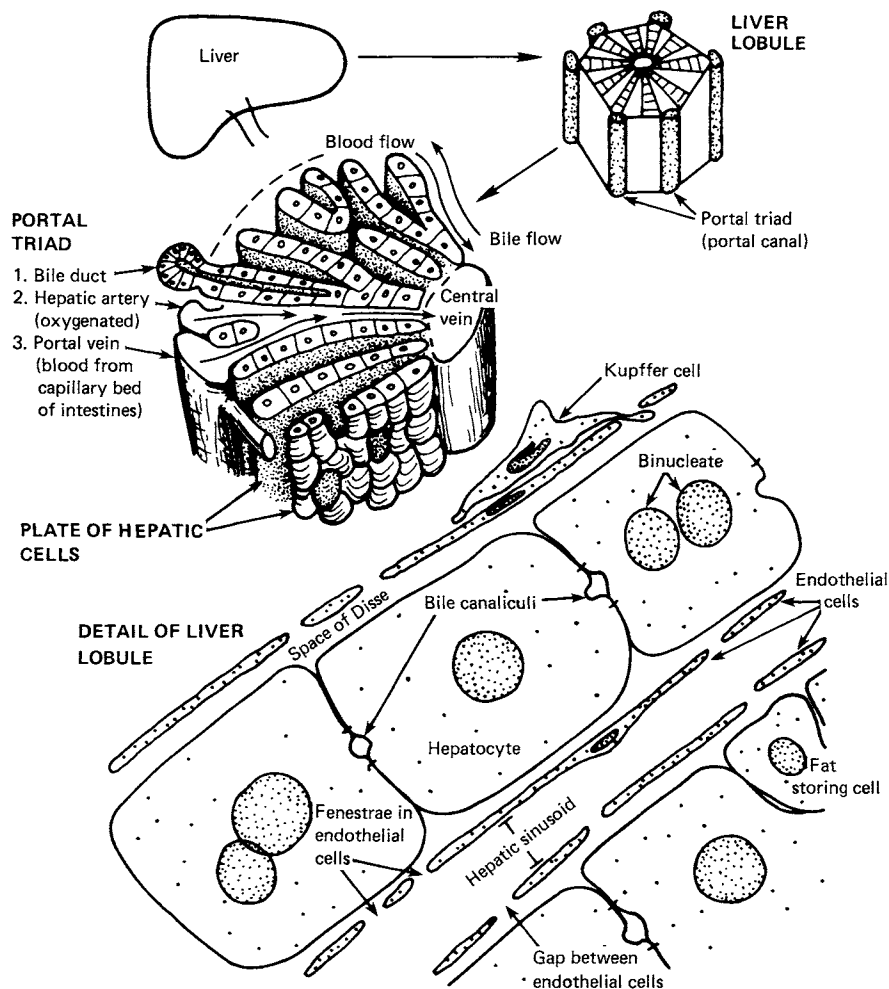 Liver
LIVER
LOBULE
Portal triad
(portal canal)
Blood flow
Bile flow
Central
vein
PORTAL
TRIAD
1. Bile duct
2. Hepatic artery
(oxygenated)
3. Portal vein
(blood from
capillary bed
of intestines)
PLATE OF HEPATIC
CELLS
Kupffer cell
Binucleate
DETAIL OF LIVER
LOBULE
Space of Disse
Bile canaliculi
Endothelial
cells
Hepatocyte
Fat
storing cell
Fenestrae in
endothelial
cells
Hepatic sinusoid
Gap between
endothelial cells